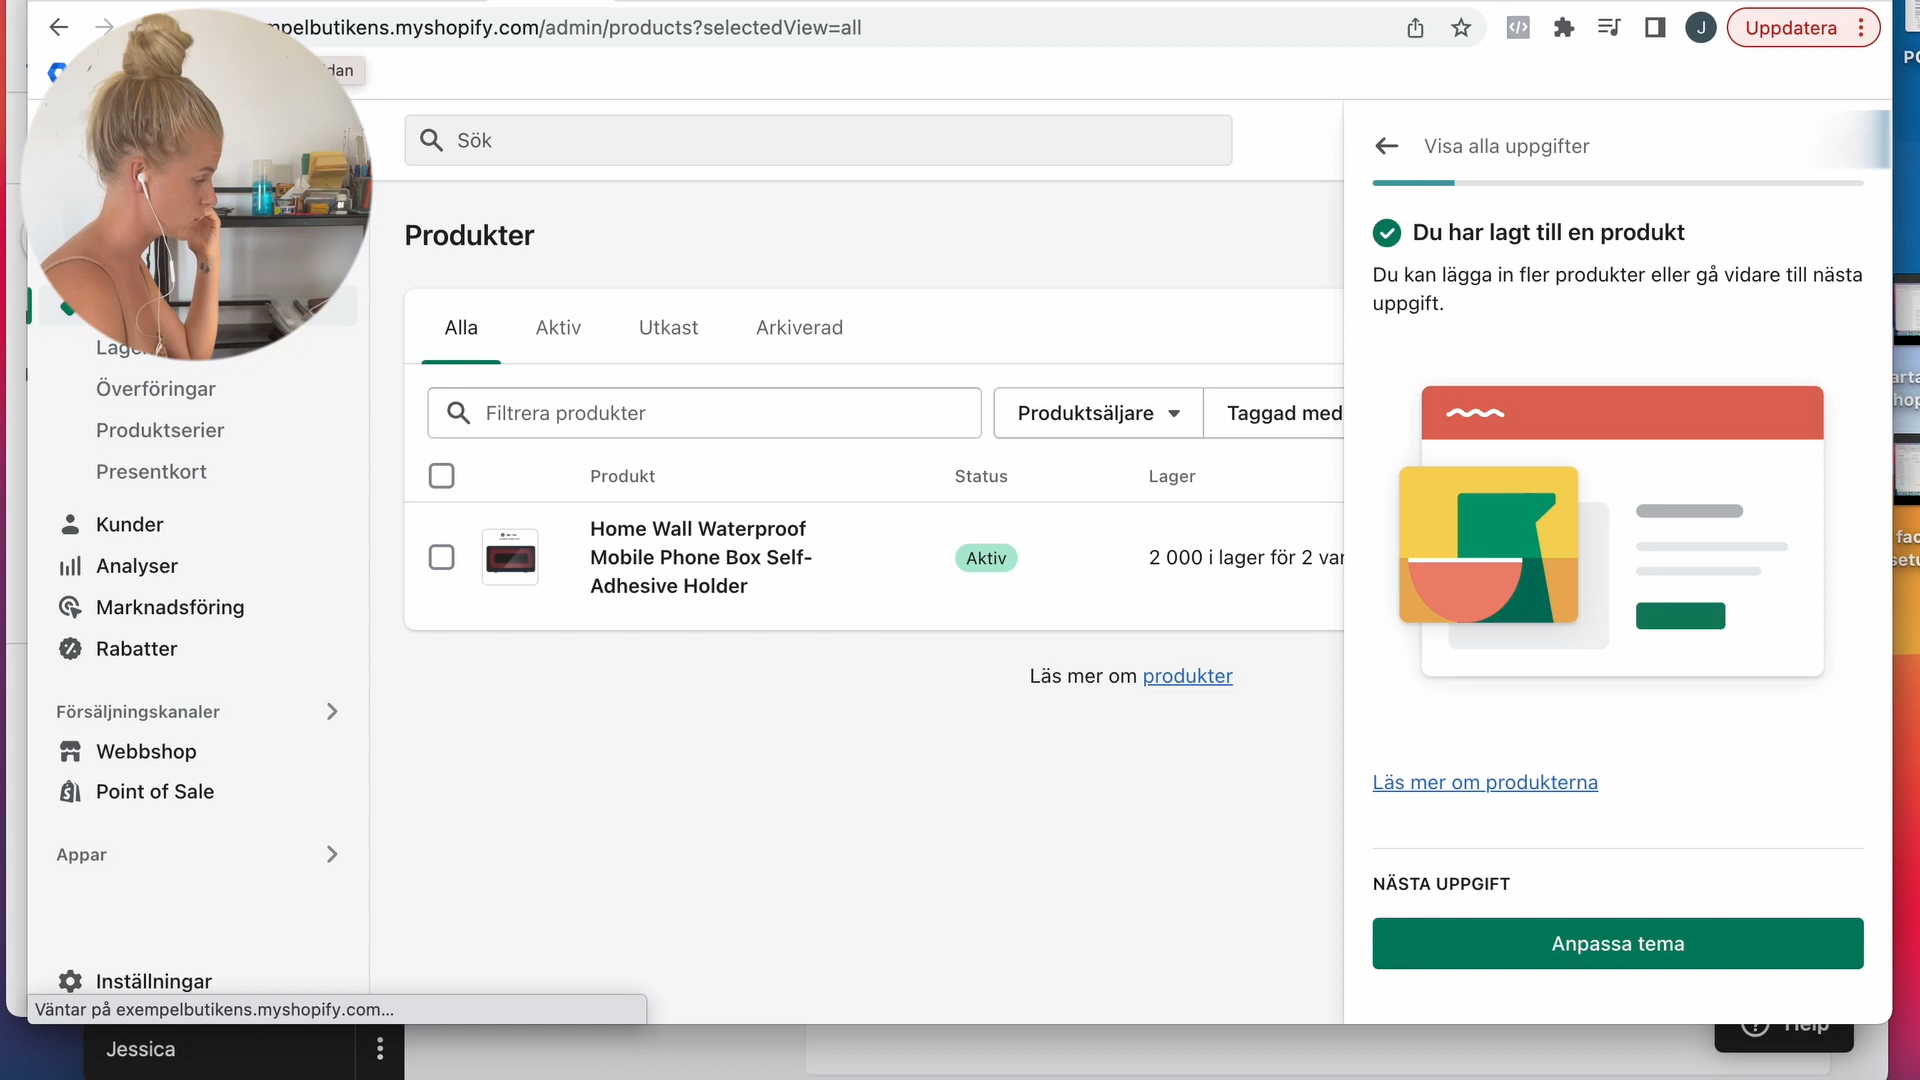 mpelbutikens.myshopify.com/admin/products?selectedView=all
Uppdatera
J
dan
Sök
Visa alla uppgifter
Produkter
Du har lagt till en produkt
Du kan lägga in fler produkter eller gå vidare till nästa
uppgift.
Alla
Aktiv
Utkast
Arkiverad
Lager
Överföringar
Produktserier
Presentkort
Filtrera produkter
Produktsäljare
Taggad med
Produkt
Status
Lager
Home Wall Waterproof
Mobile Phone Box Self-
Adhesive Holder
Aktiv
2 000 i lager för 2 var
Läs mer om produkter
Kunder
Analyser
Marknadsföring
Rabatter
Försäljningskanaler
Webbshop
Point of Sale
Appar
Inställningar
Läs mer om produkterna
NÄSTA UPPGIFT
Anpassa tema
Väntar på exempelbutikens.myshopify.com...
Jessica
Help